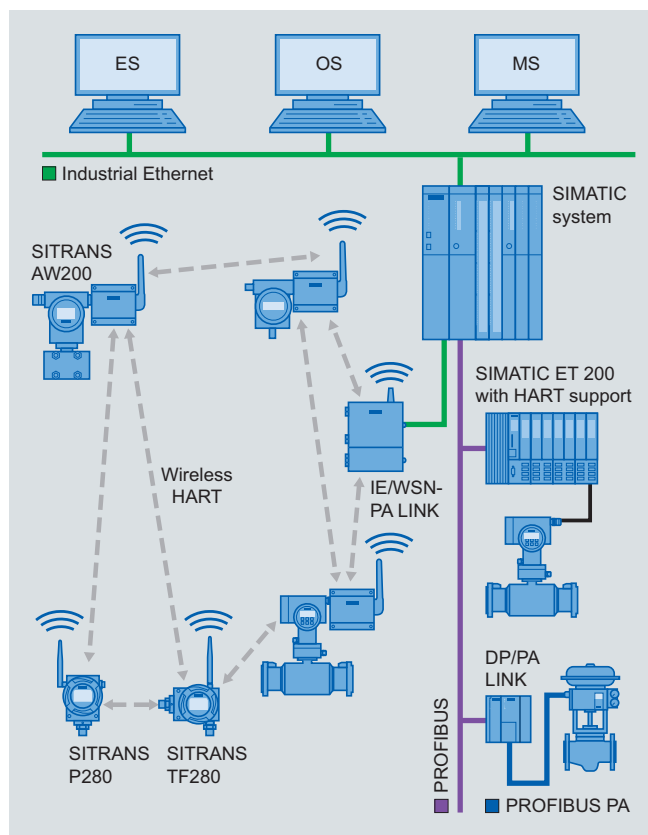 ES
OS
MS
Industrial Ethernet
SIMATIC
system
SITRANS
AW200
SIMATIC ET 200
with HART support
Wireless
HART
IE/WSN-
PA LINK
DP/PA
LINK
SITRANS
P280
SITRANS
TF280
PROFIBUS
PROFIBUS PA